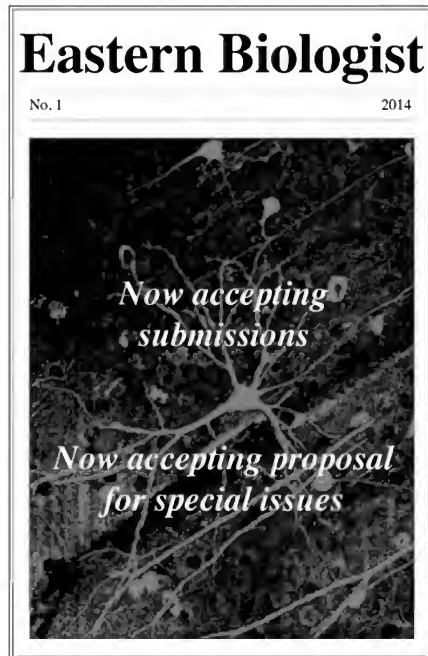 Eastern Biologist
No. 1 2014
Now accepting
submissions
Now accepting proposal
for special issues